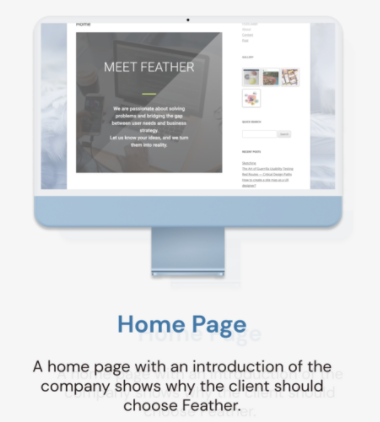 Home
MEET FEATHER
We are passionate about solving
problems and bridging the gap
between user needs and business
strategy.
Let us know your ideas, and we turn
them into reality.
GALLERY
QUICK SEARCH
Search
RECENT POSTS
Home Page
A home page with an introduction of the
company shows why the client should
choose Feather.